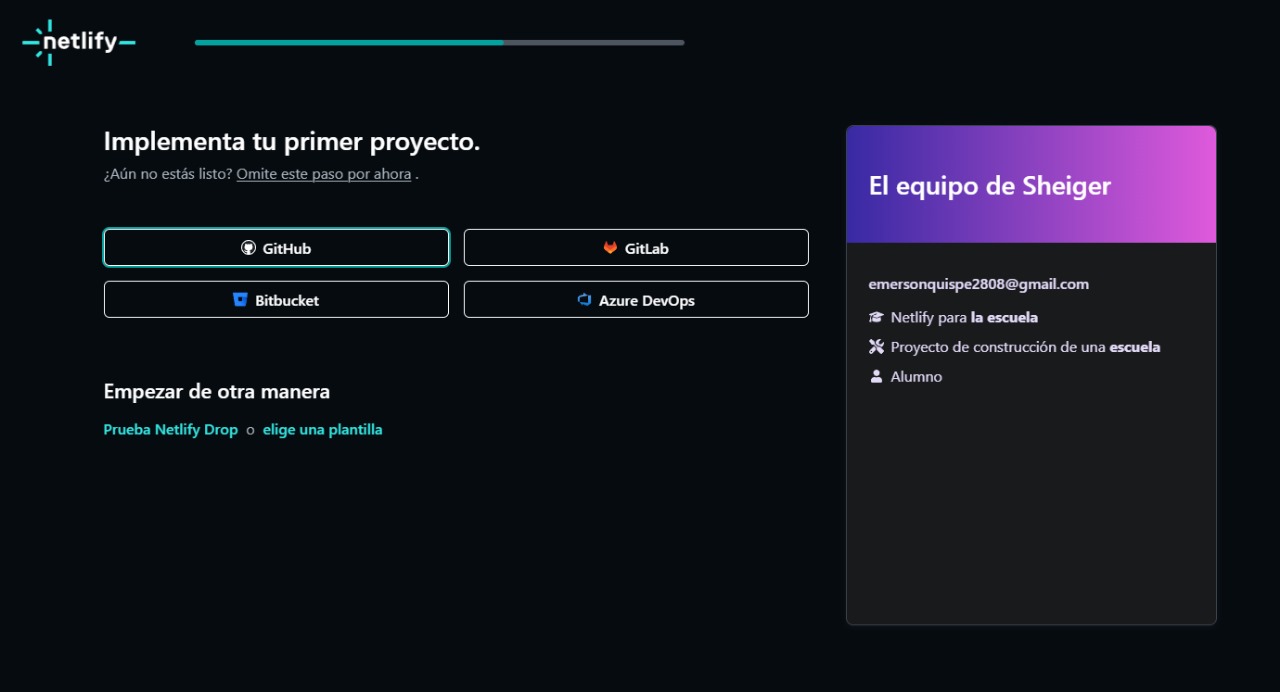 netlify
Implementa tu primer proyecto.
¿Aún no estás listo? Omite este paso por ahora .
GitHub
GitLab
Bitbucket
Azure DevOps
Empezar de otra manera
Prueba Netlify Drop o elige una plantilla
El equipo de Sheiger
emersonquispe2808@gmail.com
Netlify para la escuela
Proyecto de construcción de una escuela
Alumno